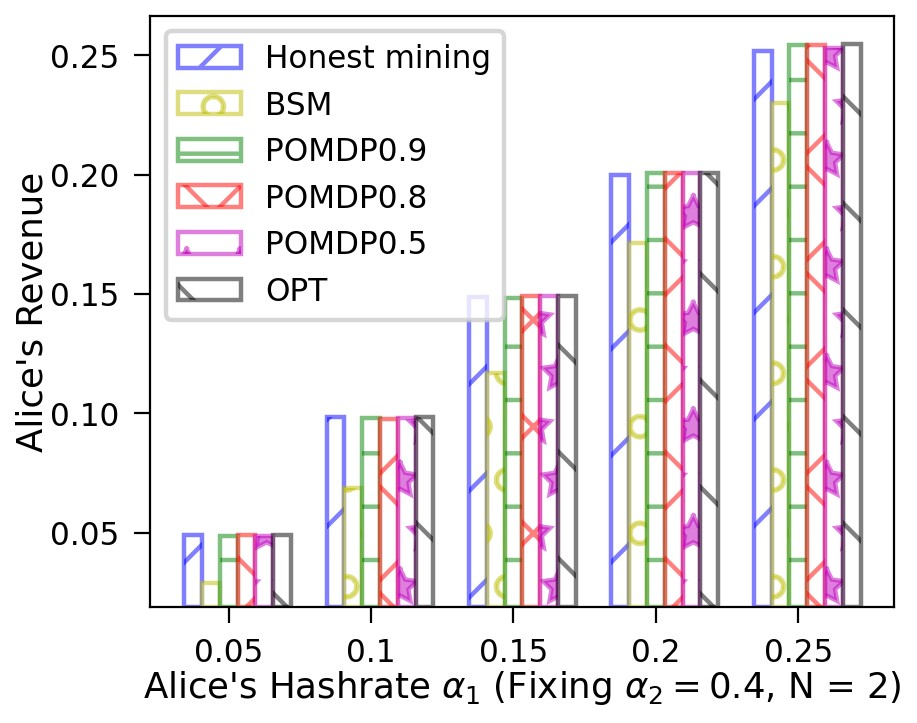 Honest mining
BSM
POMDP0.9
POMDP0.8
POMDP0.5
OPT
Alice's Revenue
0.25
0.20
0.15
0.10
0.05
0.05 0.1 0.15 0.2 0.25
Alice's Hashrate α₁ (Fixing α₂ = 0.4, N = 2)